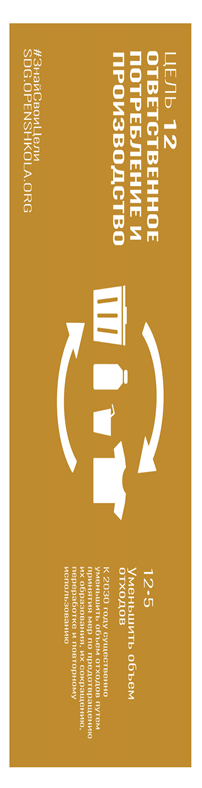 ЦЕЛЬ 12
ОТВЕТСТВЕННОЕ
ПОТРЕБЛЕНИЕ И
ПРОИЗВОДСТВО
#ЗнайСвоиЦели
SDG.OPENSHKOLA.ORG
12-5
Уменьшить объем
отходов
К 2030 году существенно
уменьшить объем отходов путем
принятия мер по предотвращению
их образования, их сокращению,
переработке и повторному
использованию